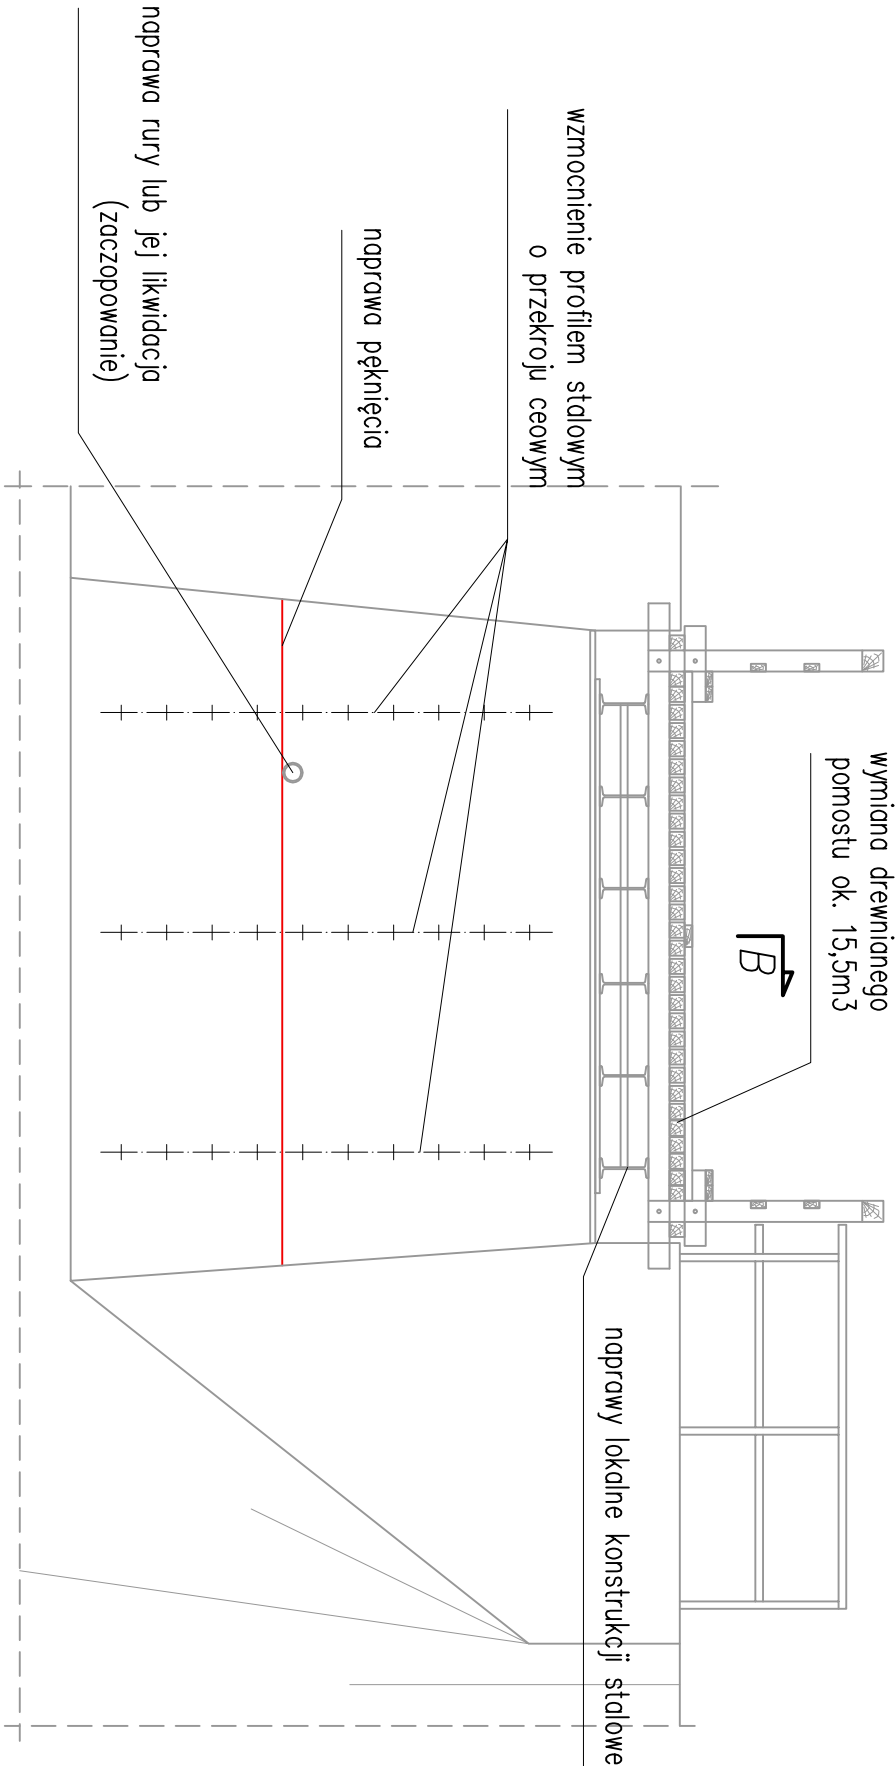 wymiana drewnianego
pomostu ok. 15,5m3
B
wzmocnienie profilem stalowym
o przekroju ceowym
naprawa pęknięcia
naprawa rury lub jej likwidacja
(zaczopowanie)
naprawy lokalne konstrukcji stalowe